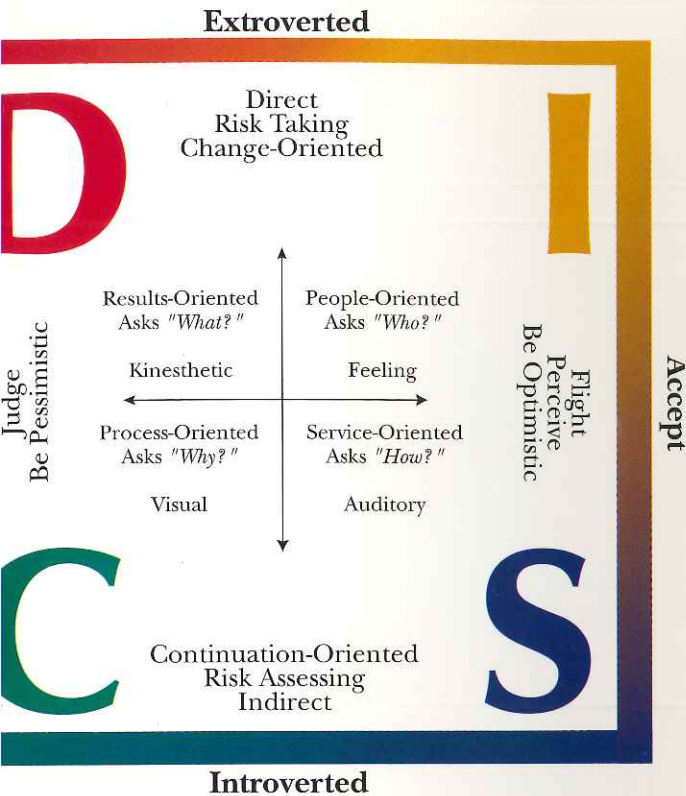 Extroverted
D
I
Direct
Risk Taking
Change-Oriented
Results-Oriented
Asks "What?"
Kinesthetic
People-Oriented
Asks "Who?"
Feeling
Judge
Be Pessimistic
Flight
Perceive
Be Optimistic
Accept
Process-Oriented
Asks "Why?"
Visual
Service-Oriented
Asks "How?"
Auditory
C
S
Continuation-Oriented
Risk Assessing
Indirect
Introverted